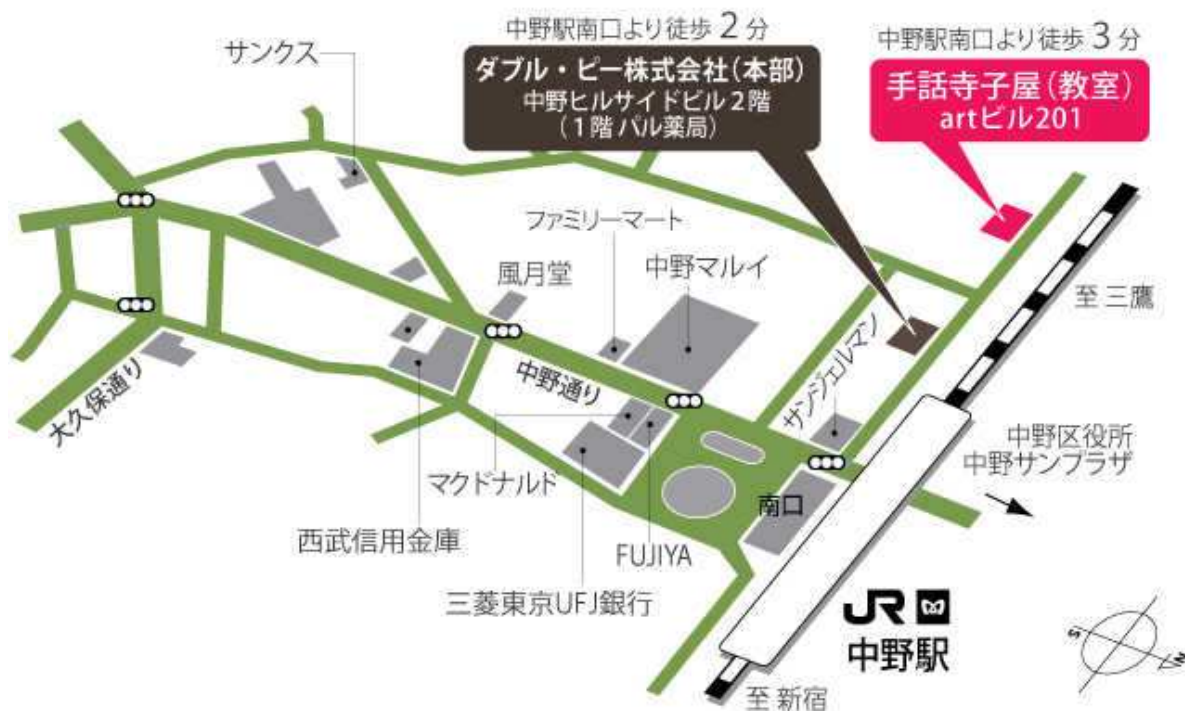 中野駅南口より徒歩 2 分
ダブル・ピー株式会社(本部)
中野ヒルサイドビル2階
(1階 パル薬局)
中野駅南口より徒歩 3 分
手話寺子屋(教室)
artビル201
サンクス
ファミリーマート
風月堂
中野マルイ
至 三鷹
サンジェルマン
中野通り
大久保通り
中野区役所
中野サンプラザ
マクドナルド
南口
西武信用金庫
FUJIYA
三菱東京UFJ銀行
JR
中野駅
至 新宿
S
N